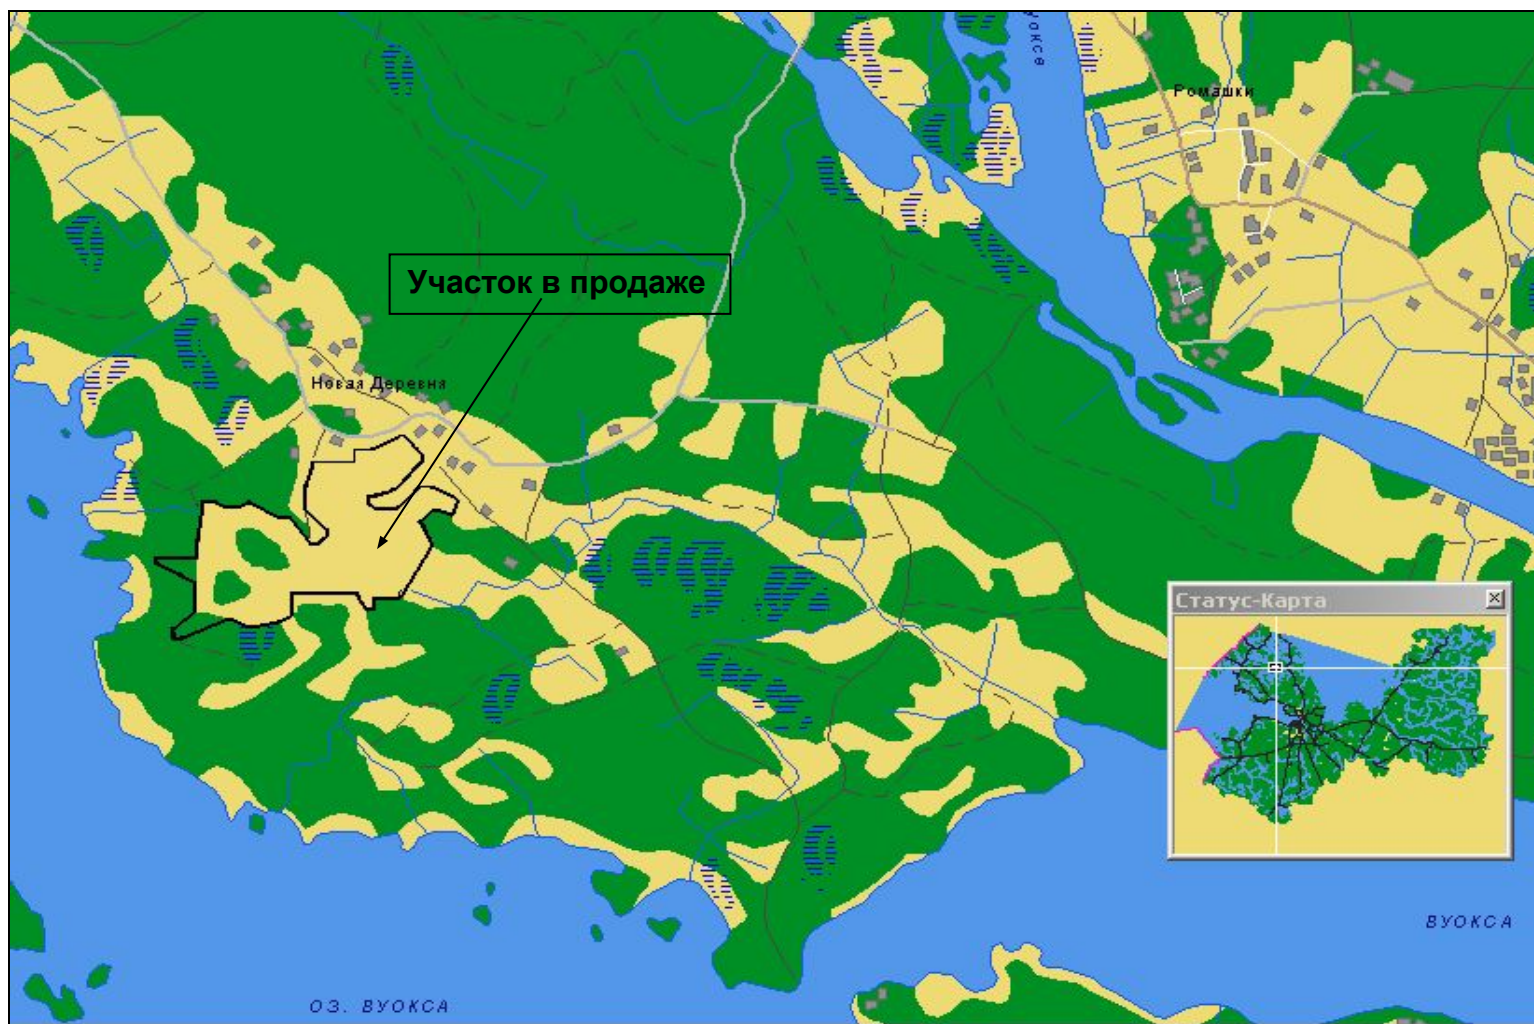 Вуоксе
Ромашки
Участок в продаже
Новая Деревня
Статус-Карта
ВУОКСА
ОЗ. ВУОКСА